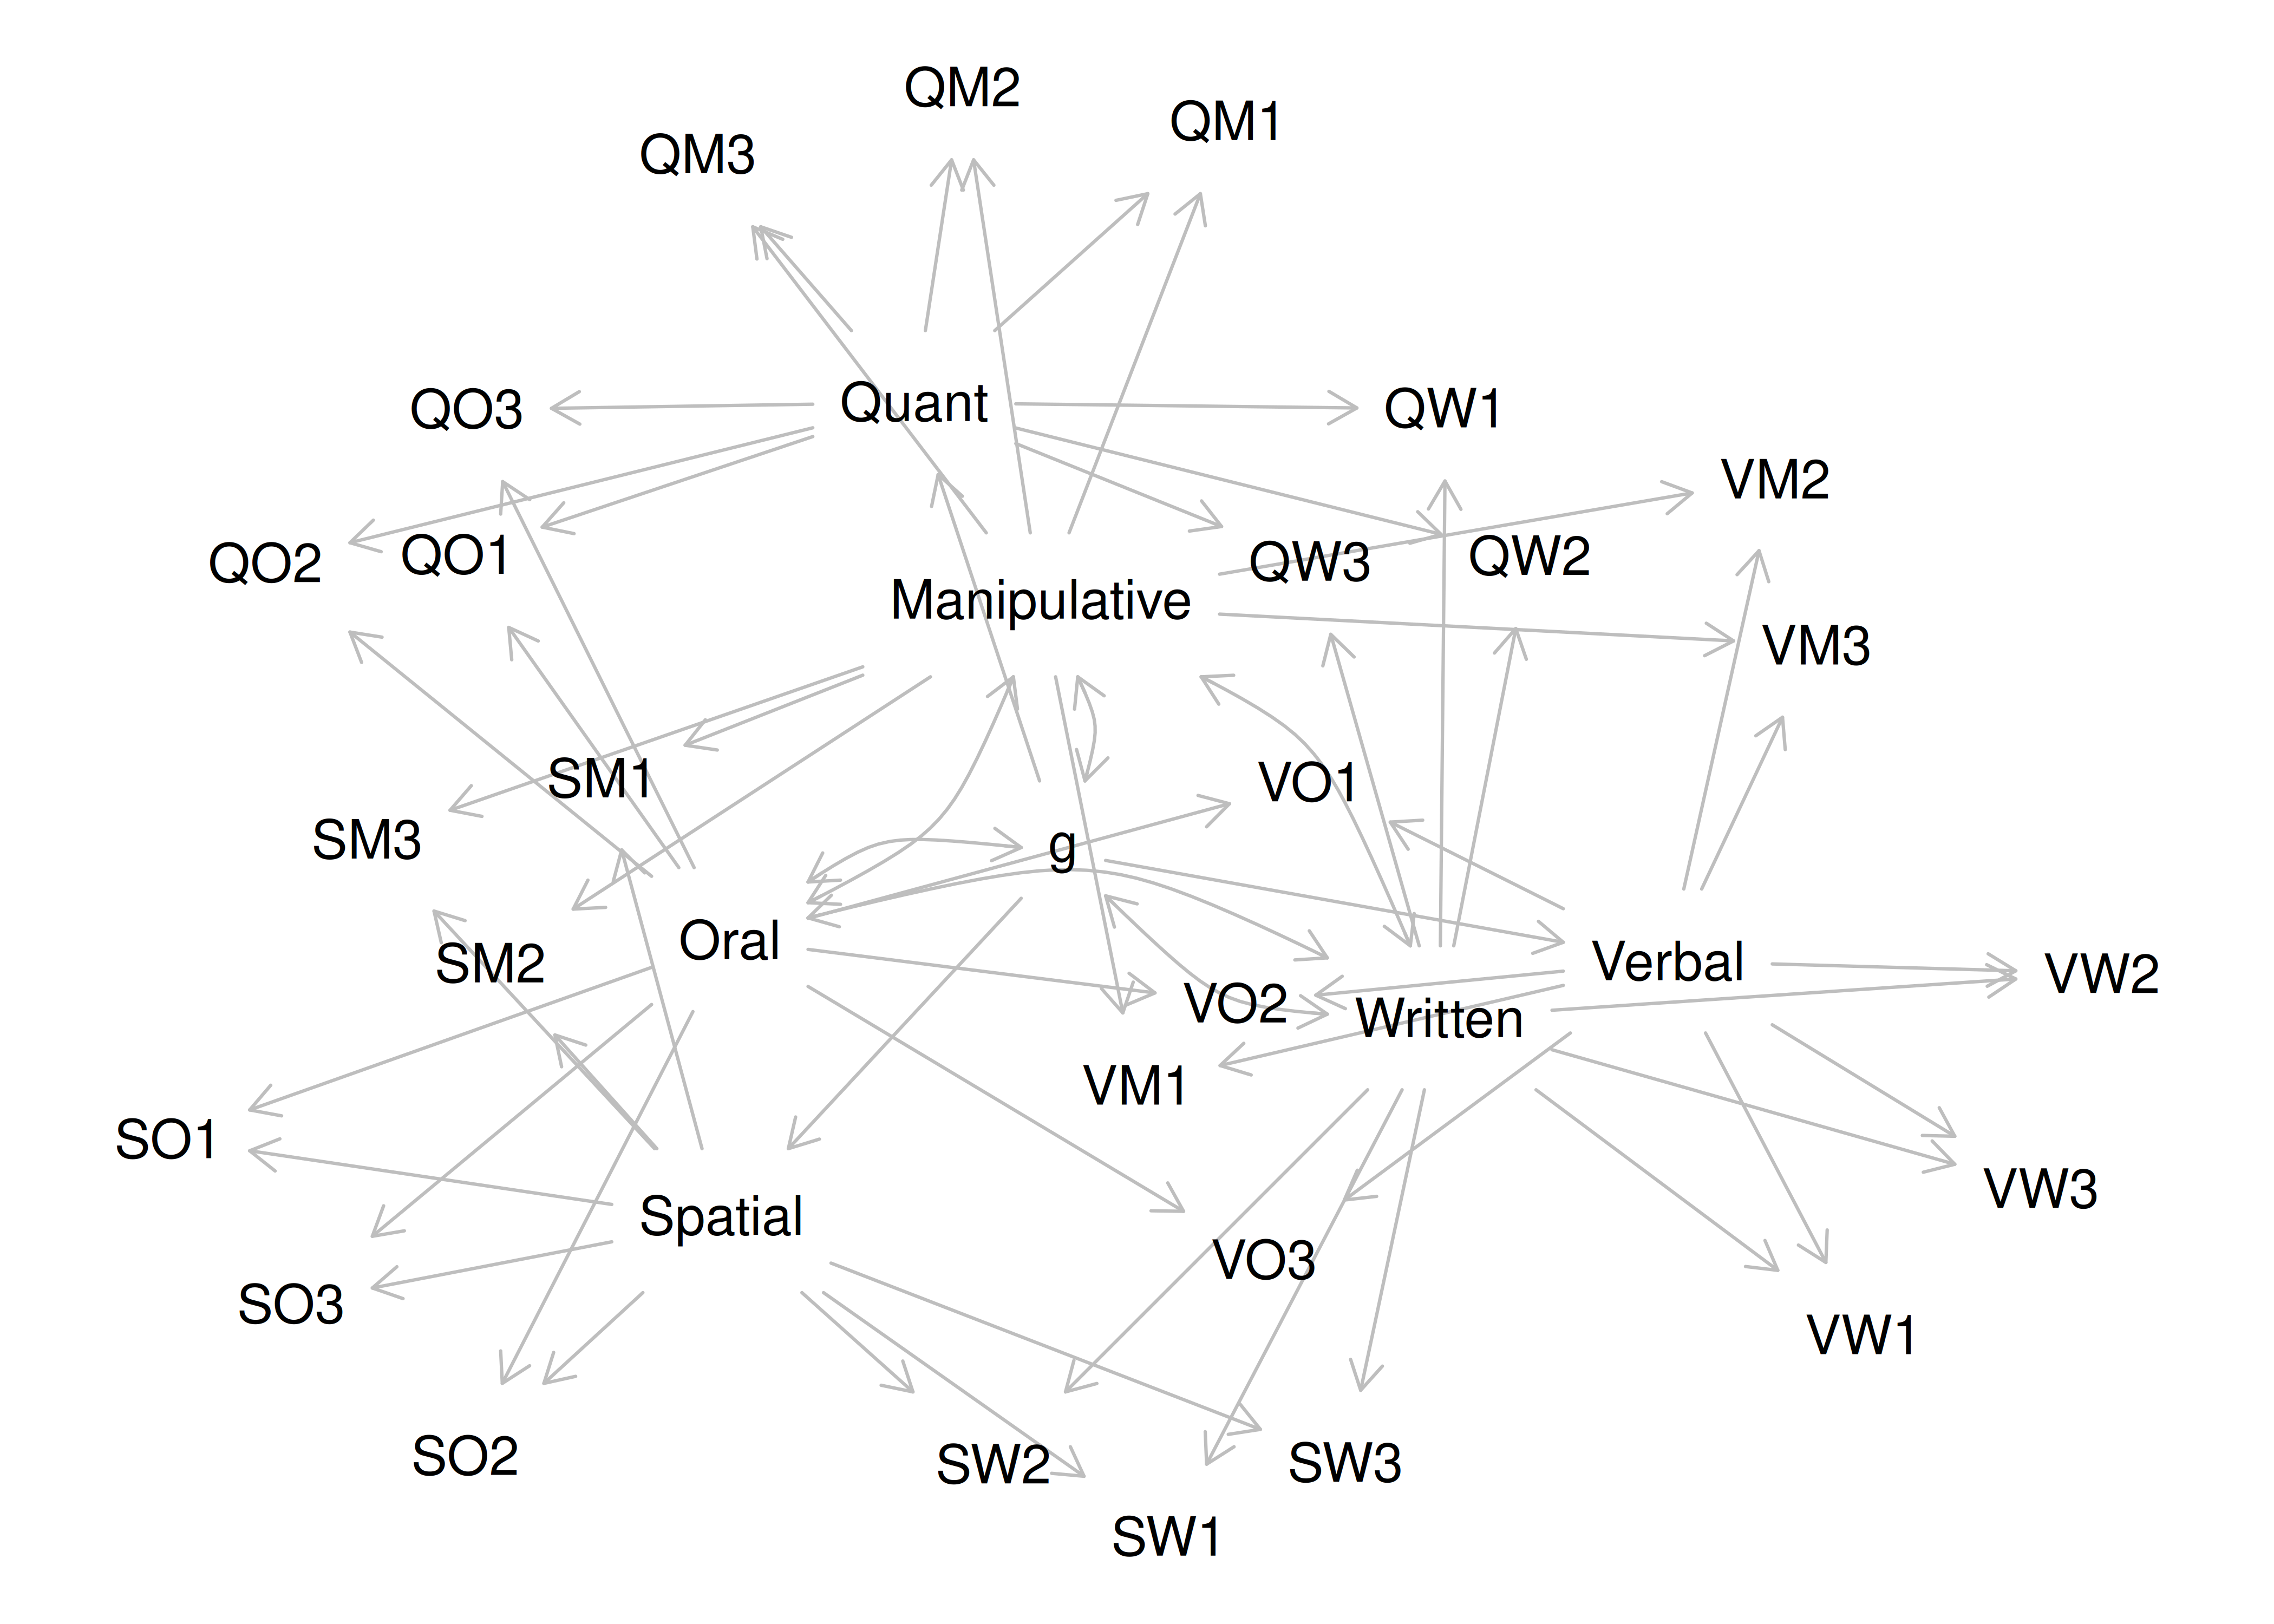 QM2
QM1
QM3
Quant
QO3
QW1
VM2
QO2
QO1
QW3
QW2
Manipulative
VM3
SM1
VO1
SM3
g
Oral
SM2
Verbal
VW2
VO2
Written
VM1
SO1
VW3
Spatial
VO3
SO3
VW1
SO2
SW2
SW3
SW1